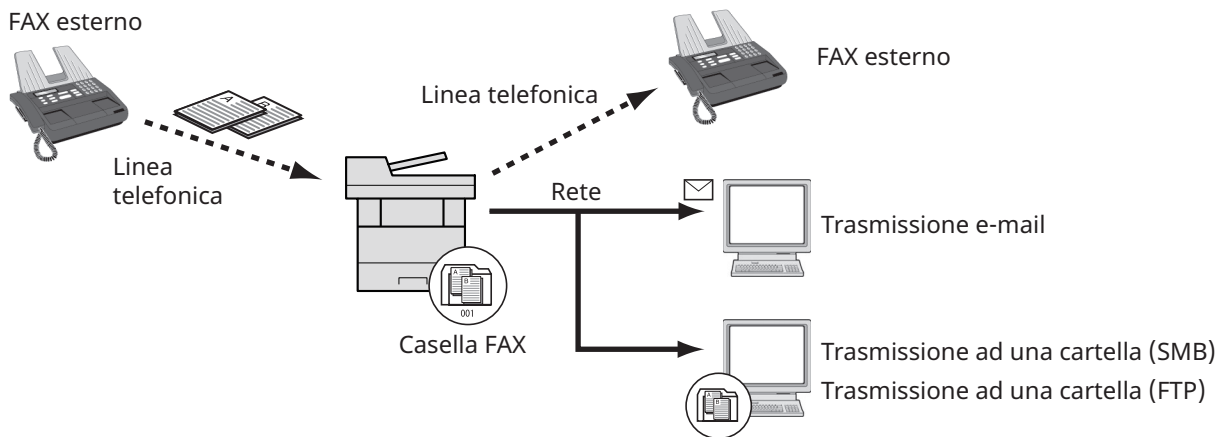 FAX esterno
A
B
Linea
telefonica
Linea telefonica
FAX esterno
Rete
Trasmissione e-mail
A
B
001
Casella FAX
Trasmissione ad una cartella (SMB)
Trasmissione ad una cartella (FTP)
A
B